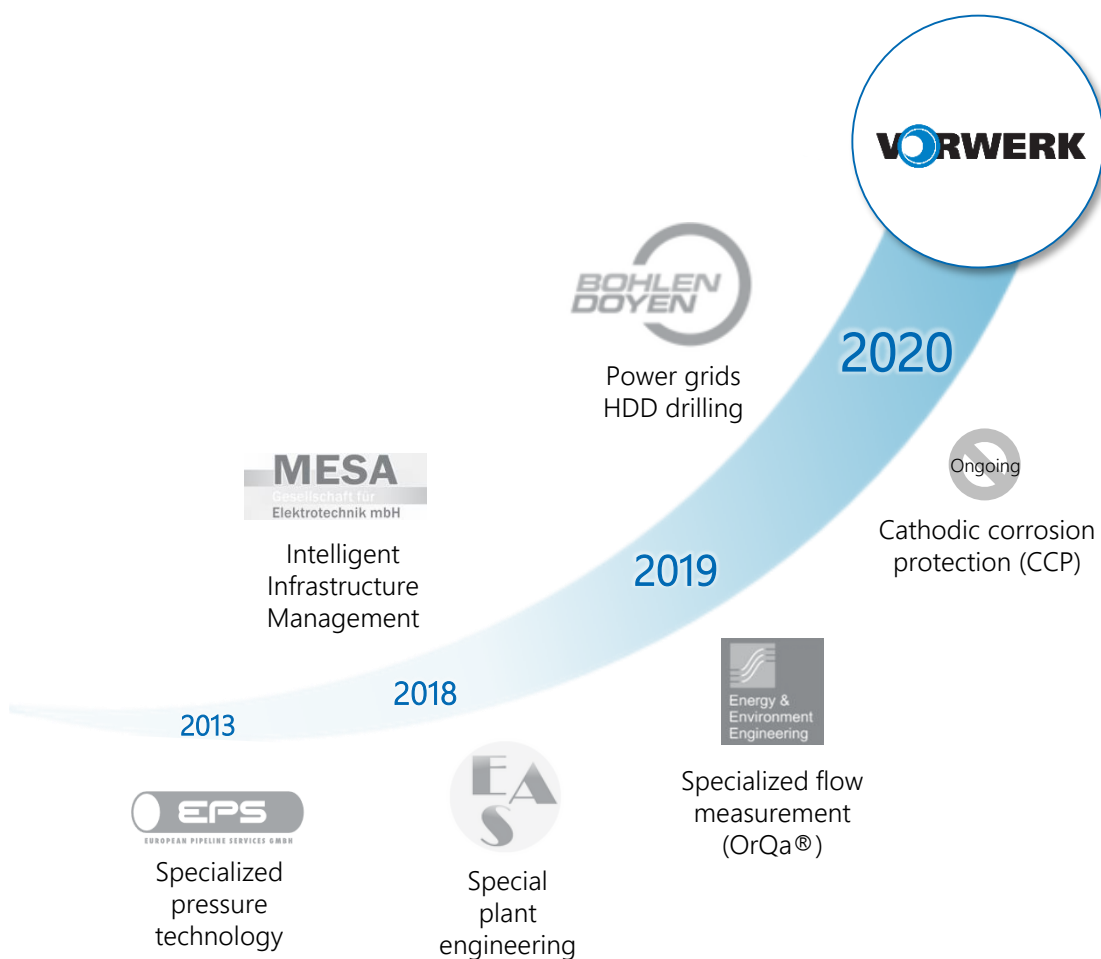 VORWERK
BOHLEN
DOYEN
Power grids
HDD drilling
2020
Ongoing
Cathodic corrosion
protection (CCP)
MESA
Gesellschaft für
Elektrotechnik mbH
Intelligent
Infrastructure
Management
2019
2018
2013
Energy &
Environment
Engineering
Specialized flow
measurement
(OrQa®)
EPS
EUROPEAN PIPELINE SERVICES GMBH
Specialized
pressure
technology
EAS
Special
plant
engineering